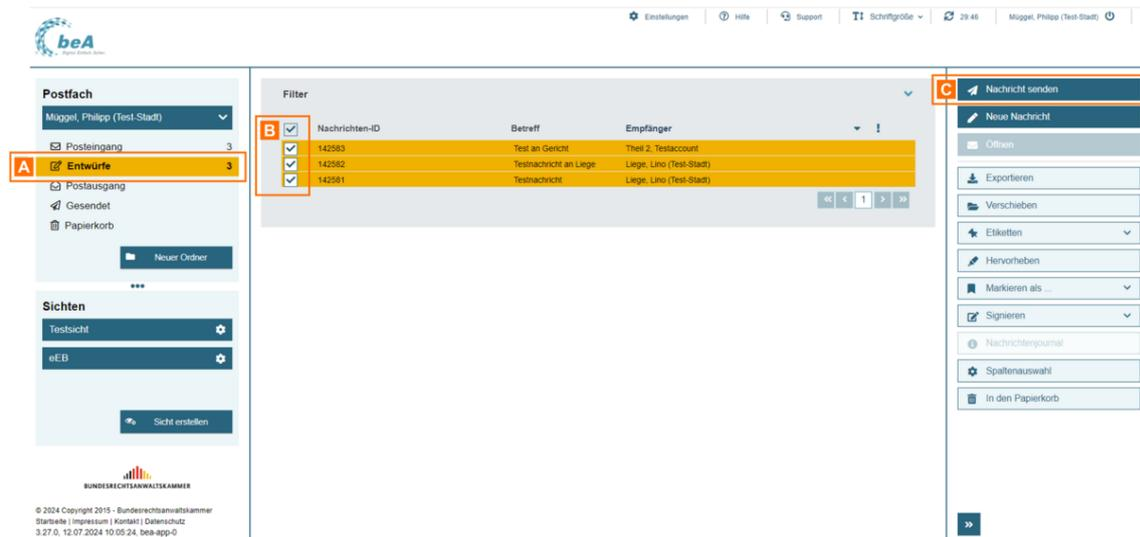 Einstellungen Hilfe Support Schriftgröße 29:46 Müggel, Philipp (Test-Stadt)
beA
Postfach
Müggel, Philipp (Test-Stadt)
Posteingang 3
A Entwürfe 3
Postausgang
Gesendet
Papierkorb
Neuer Ordner
Sichten
Testsicht
eEB
Sicht erstellen
BUNDESRECHTSANWALTSKAMMER
© 2024 Copyright 2015 - Bundesrechtsanwaltskammer
Startseite | Impressum | Kontakt | Datenschutz
3.27.0, 12.07.2024 10:05:24, bea-app-0
Filter
B Nachrichten-ID Betreff Empfänger !
142583 Test an Gericht Theil 2, Testaccount
142582 Testnachricht an Liege Liege, Lino (Test-Stadt)
142581 Testnachricht Liege, Lino (Test-Stadt)
« < 1 > »
C Nachricht senden
Neue Nachricht
Öffnen
Exportieren
Verschieben
Etiketten
Hervorheben
Markieren als ...
Signieren
Nachrichtenjournal
Spaltenauswahl
In den Papierkorb
»